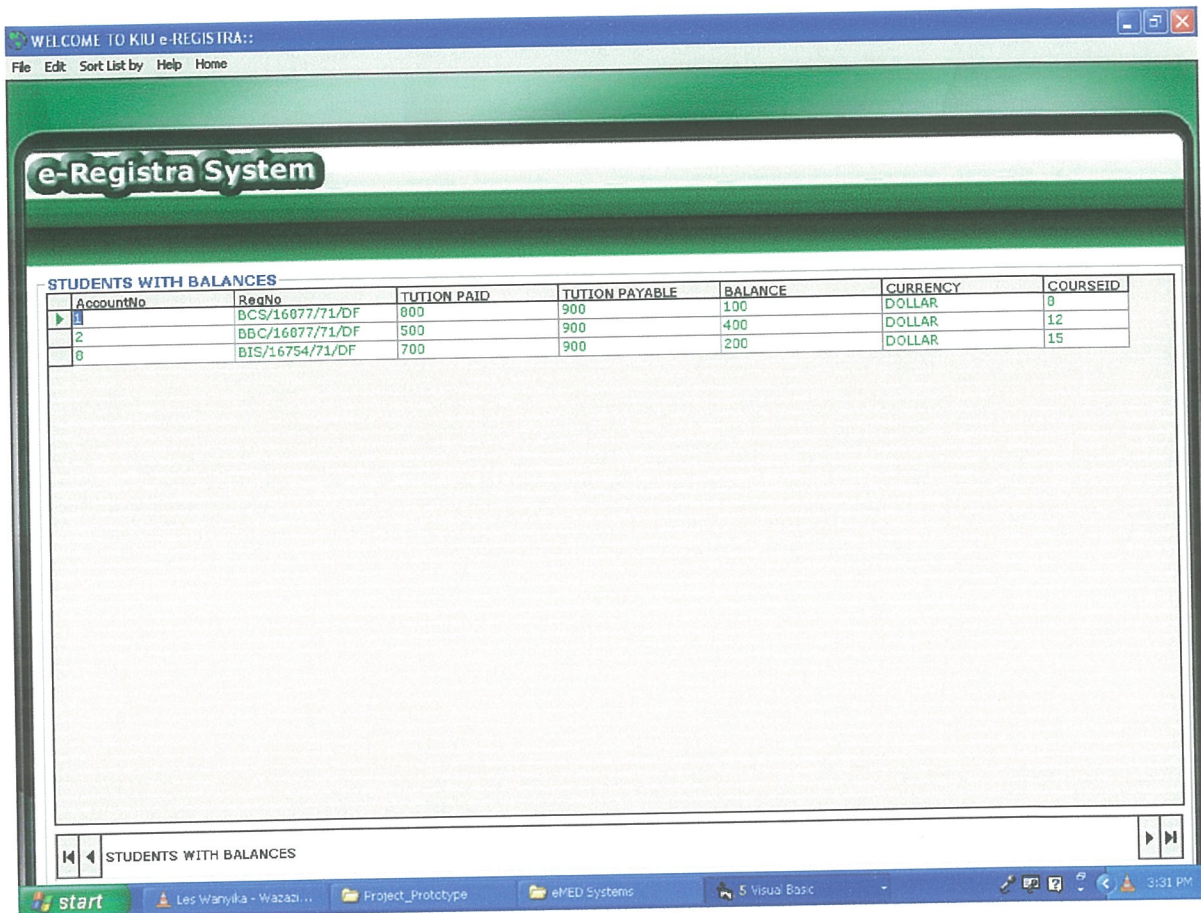 WELCOME TO KIU e-REGISTRA::
File Edit Sort List by Help Home
e-Registra System
STUDENTS WITH BALANCES
AccountNo RegNo TUTION PAID TUTION PAYABLE BALANCE CURRENCY COURSEID
1 BCS/16877/71/DF 800 900 100 DOLLAR 8
2 BBC/16877/71/DF 500 900 400 DOLLAR 12
8 BIS/16754/71/DF 700 900 200 DOLLAR 15
STUDENTS WITH BALANCES
start Les Wanyika - Wazazi... Project_Prototype eMED Systems 5 Visual Basic 3:31 PM